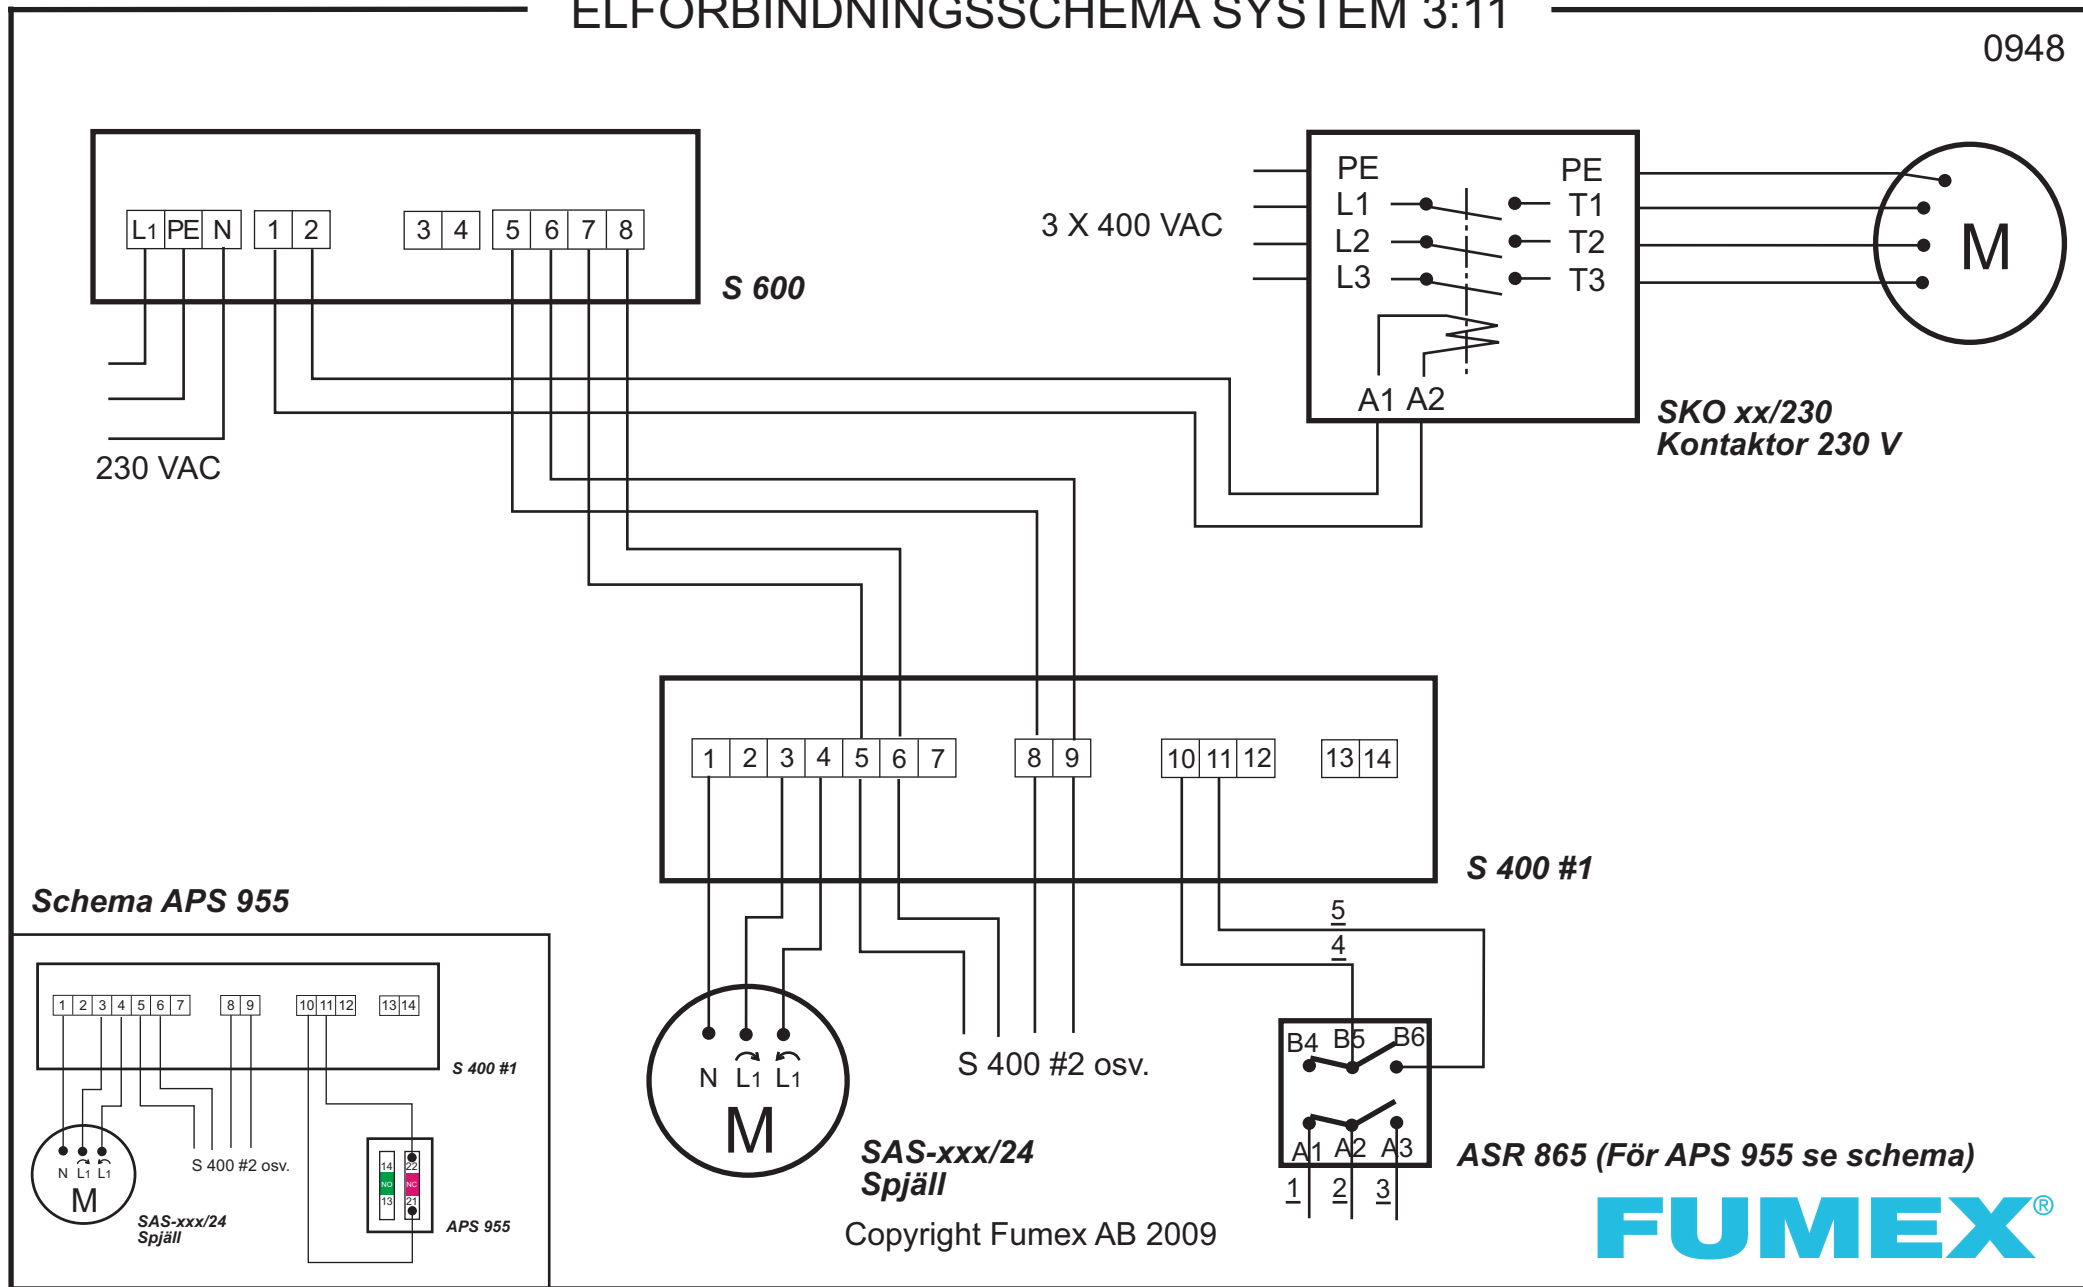 ELFÖRBINDNINGSSCHEMA SYSTEM 3:11
0948
L1 PE N 1 2 3 4 5 6 7 8
S 600
230 VAC
3 X 400 VAC
PE PE
L1 T1
L2 T2
L3 T3
M
A1 A2
SKO xx/230
Kontaktor 230 V
1 2 3 4 5 6 7 8 9 10 11 12 13 14
S 400 #1
5
4
N L1 L1
M
S 400 #2 osv.
SAS-xxx/24
Spjäll
B4 B5 B6
A1 A2 A3
1 2 3
ASR 865 (För APS 955 se schema)
Schema APS 955
1 2 3 4 5 6 7 8 9 10 11 12 13 14
S 400 #1
N L1 L1
M
S 400 #2 osv.
SAS-xxx/24
Spjäll
14 22
NO NC
13 21
APS 955
Copyright Fumex AB 2009
FUMEX®